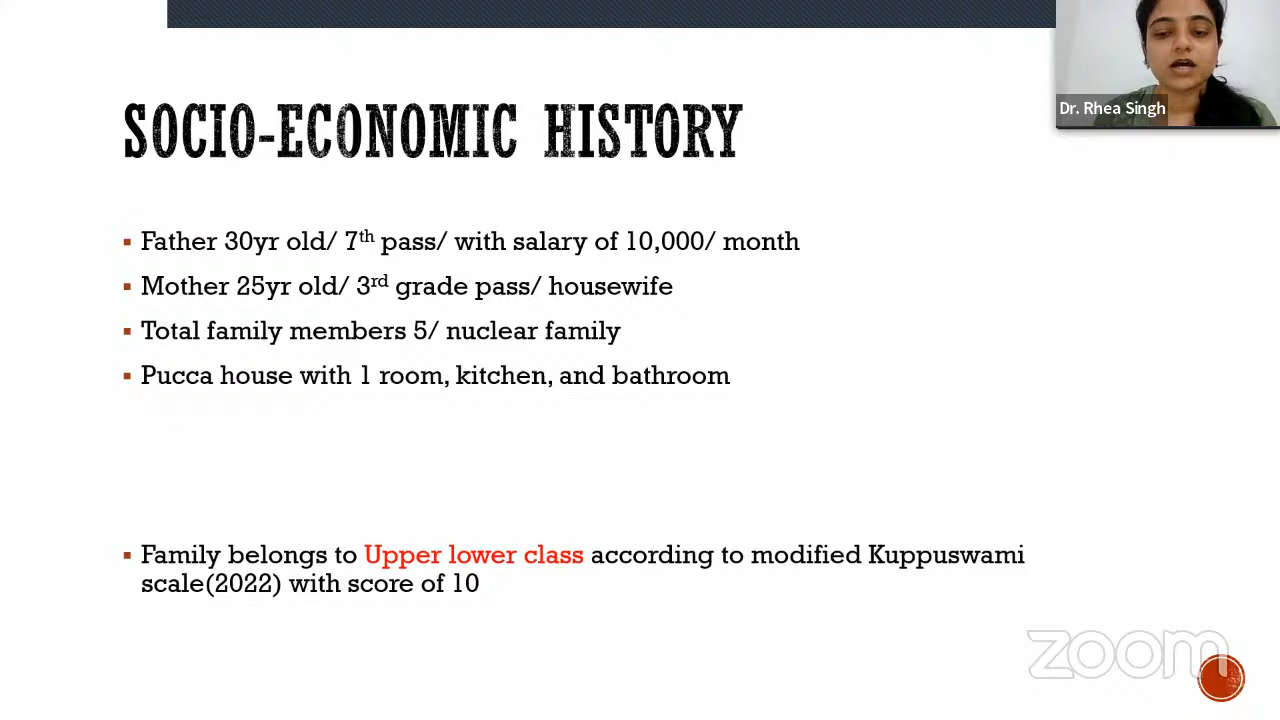 Dr. Rhea Singh
SOCIO-ECONOMIC HISTORY
▪ Father 30yr old/ 7th pass/ with salary of 10,000/ month
▪ Mother 25yr old/ 3rd grade pass/ housewife
▪ Total family members 5/ nuclear family
▪ Pucca house with 1 room, kitchen, and bathroom
▪ Family belongs to Upper lower class according to modified Kuppuswami
scale(2022) with score of 10
zoom